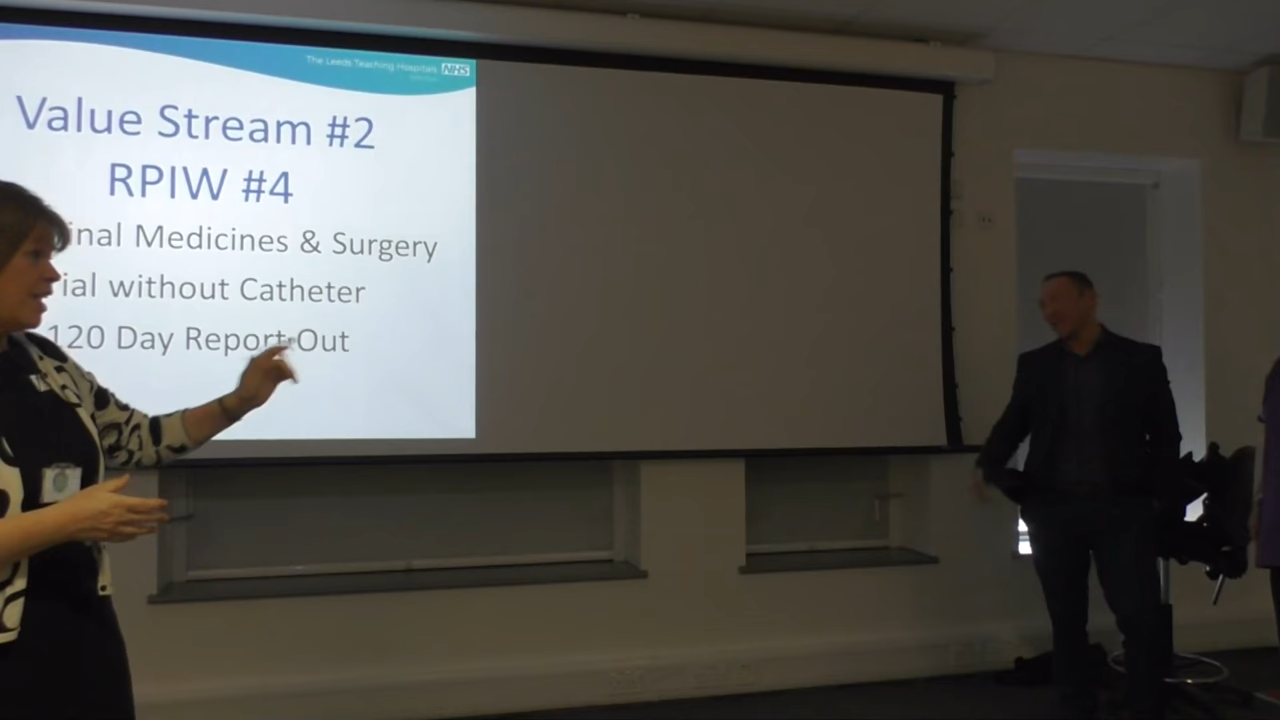 The Leeds Teaching Hospitals NHS
Value Stream #2
RPIW #4
inal Medicines & Surgery
ial without Catheter
120 Day Report Out